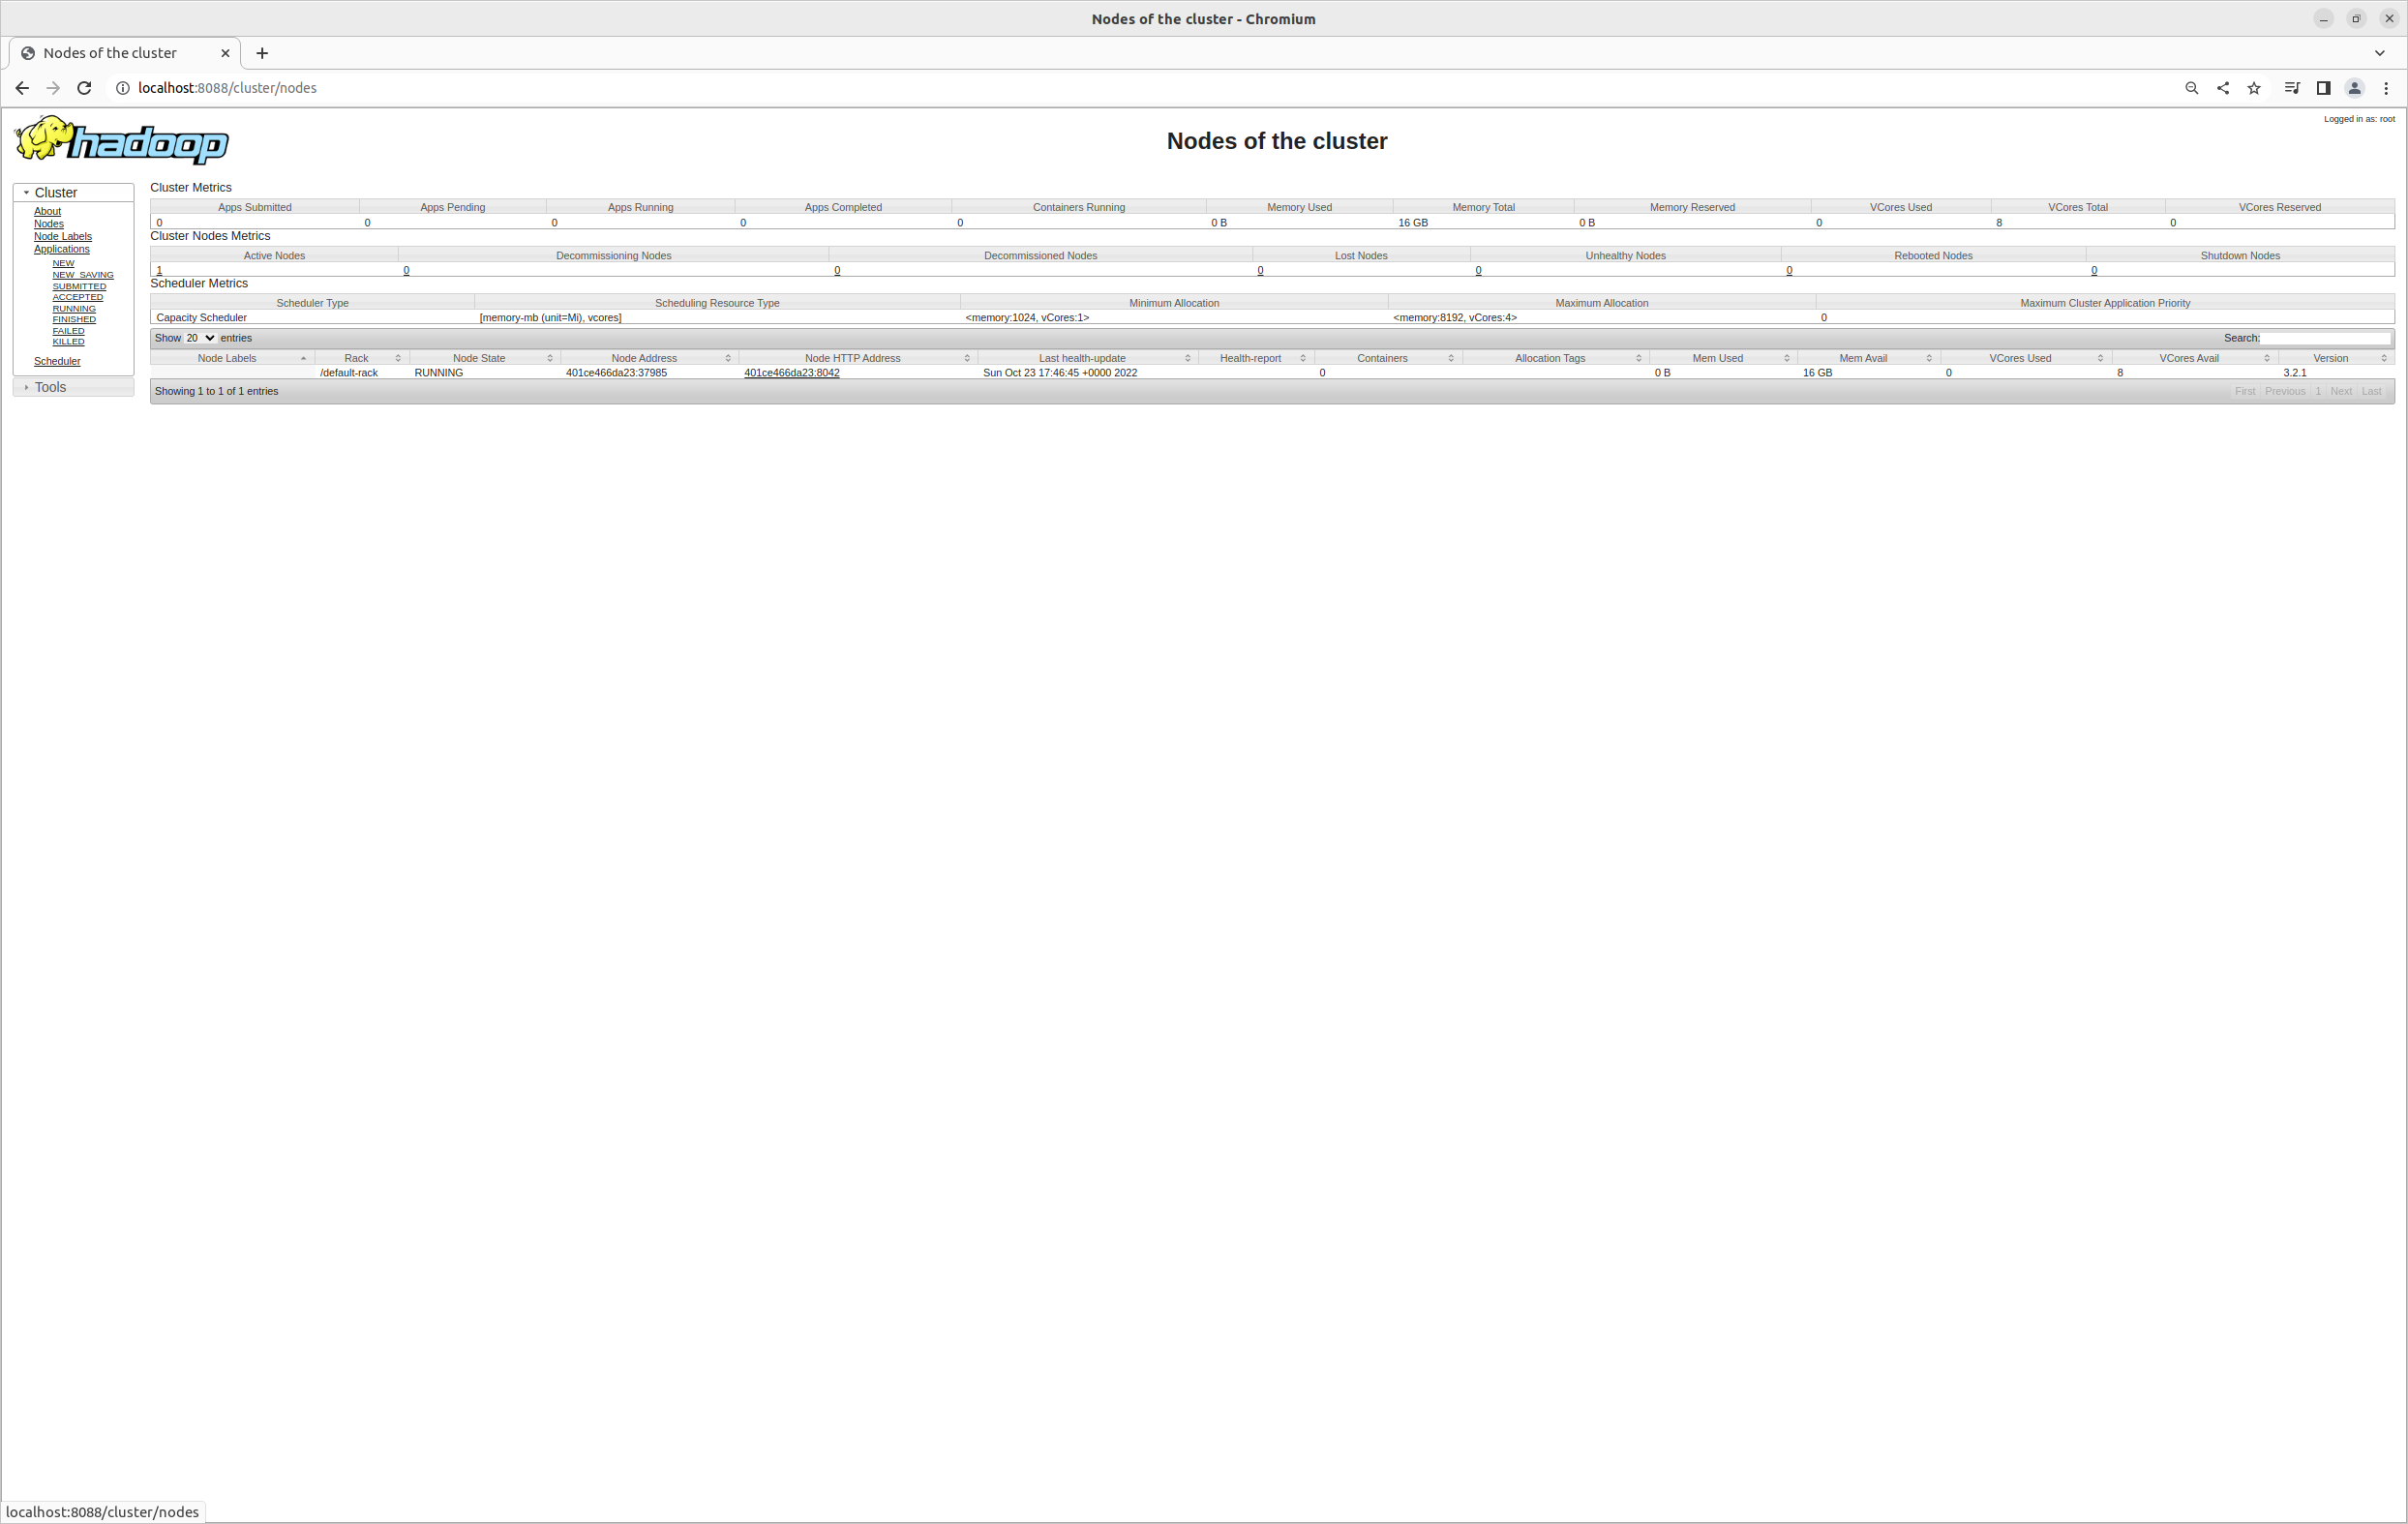 Nodes of the cluster - Chromium
Nodes of the cluster
localhost:8088/cluster/nodes
hadoop
Nodes of the cluster
Logged in as: root
Cluster
About
Nodes
Node Labels
Applications
NEW
NEW_SAVING
SUBMITTED
ACCEPTED
RUNNING
FINISHED
FAILED
KILLED
Scheduler
Tools
Cluster Metrics
Apps Submitted Apps Pending Apps Running Apps Completed Containers Running Memory Used Memory Total Memory Reserved VCores Used VCores Total VCores Reserved
0 0 0 0 0 0 B 16 GB 0 B 0 8 0
Cluster Nodes Metrics
Active Nodes Decommissioning Nodes Decommissioned Nodes Lost Nodes Unhealthy Nodes Rebooted Nodes Shutdown Nodes
1 0 0 0 0 0 0
Scheduler Metrics
Scheduler Type Scheduling Resource Type Minimum Allocation Maximum Allocation Maximum Cluster Application Priority
Capacity Scheduler [memory-mb (unit=Mi), vcores] <memory:1024, vCores:1> <memory:8192, vCores:4> 0
Show 20 entries Search:
Node Labels Rack Node State Node Address Node HTTP Address Last health-update Health-report Containers Allocation Tags Mem Used Mem Avail VCores Used VCores Avail Version
/default-rack RUNNING 401ce466da23:37985 401ce466da23:8042 Sun Oct 23 17:46:45 +0000 2022 0 0 B 16 GB 0 8 3.2.1
Showing 1 to 1 of 1 entries First Previous 1 Next Last
localhost:8088/cluster/nodes